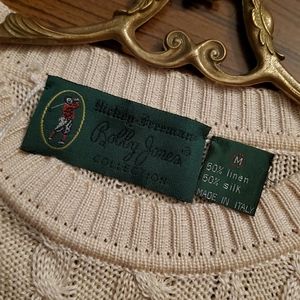 Hickey-Freeman
Bobby Jones
COLLECTION
M
50% linen
50% silk
MADE IN ITALY